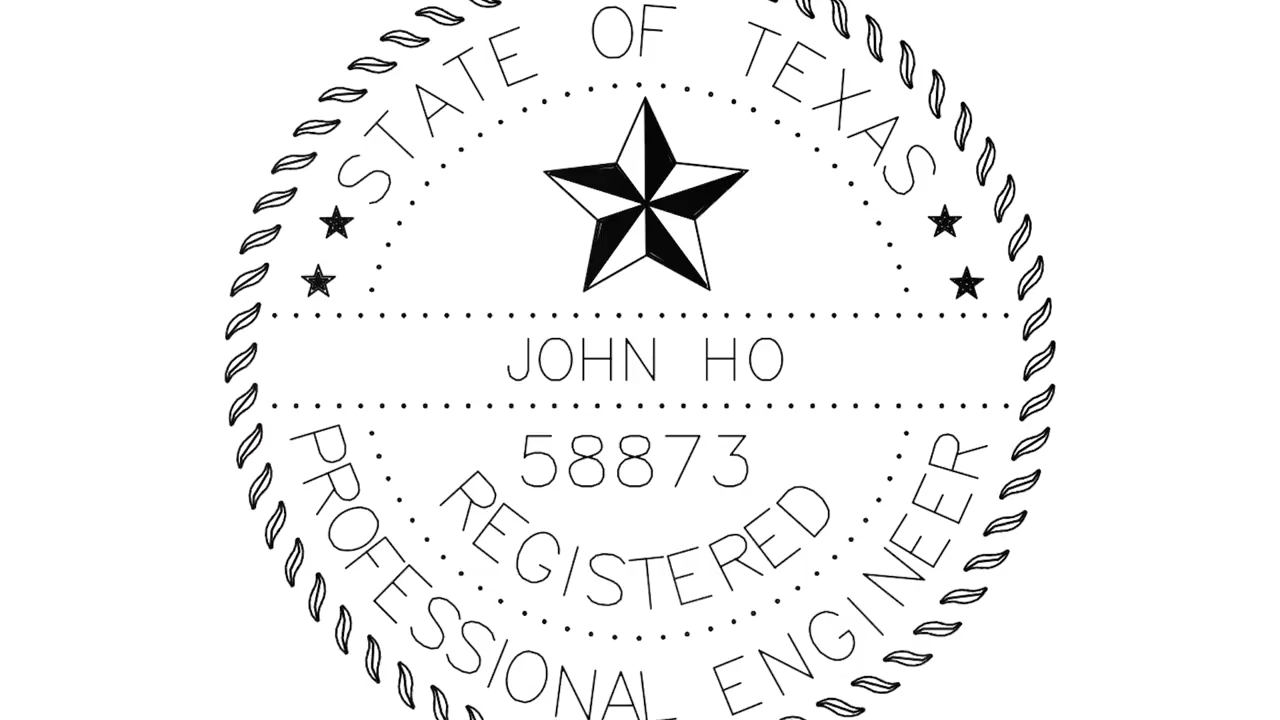 STATE OF TEXAS
JOHN HO
58873
REGISTERED
PROFESSIONAL ENGINEER